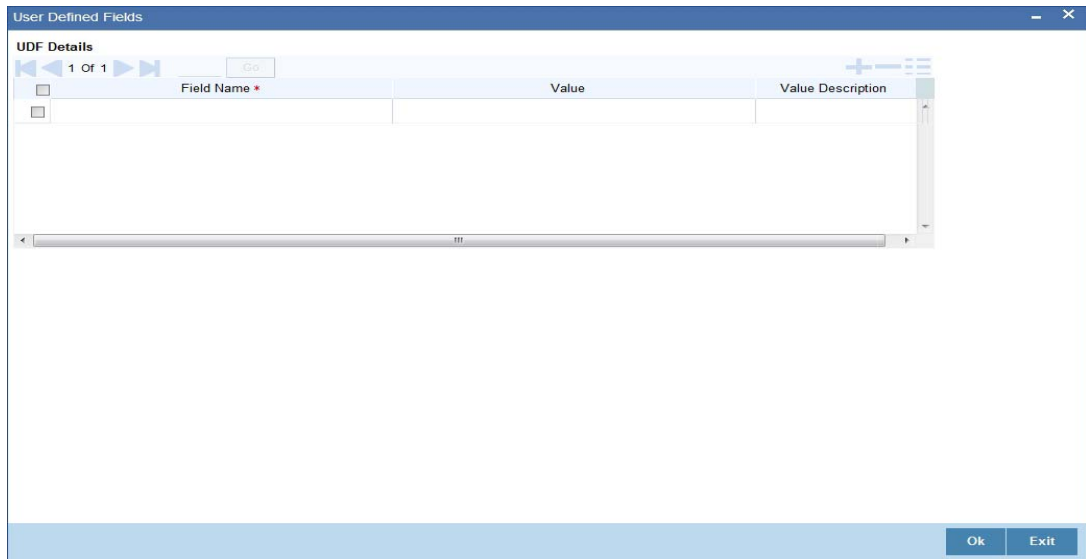 User Defined Fields
UDF Details
1 Of 1 Go
Field Name * Value Value Description
Ok Exit